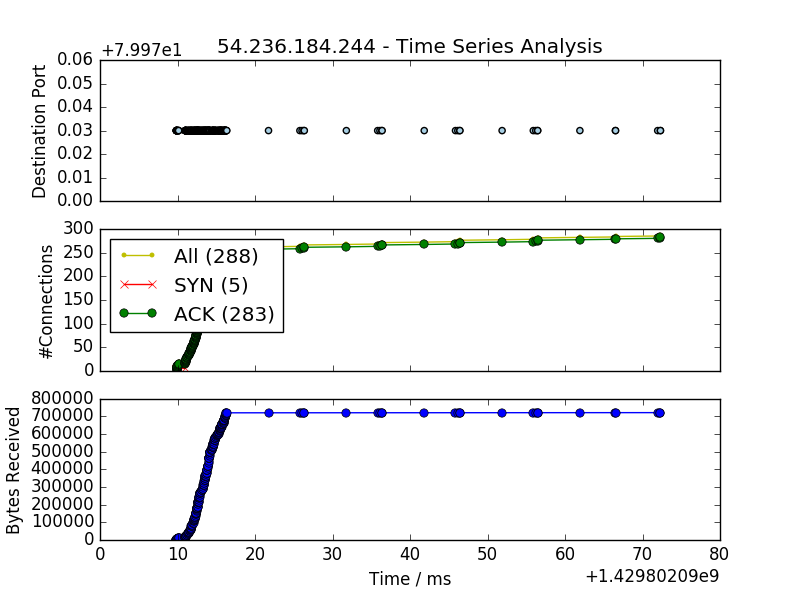 +7.997e1
54.236.184.244 - Time Series Analysis
Destination Port
0.06
0.05
0.04
0.03
0.02
0.01
0.00
#Connections
300
250
200
150
100
50
0
All (288)
SYN (5)
ACK (283)
Bytes Received
800000
700000
600000
500000
400000
300000
200000
100000
0
0 10 20 30 40 50 60 70 80
Time / ms
+1.42980209e9